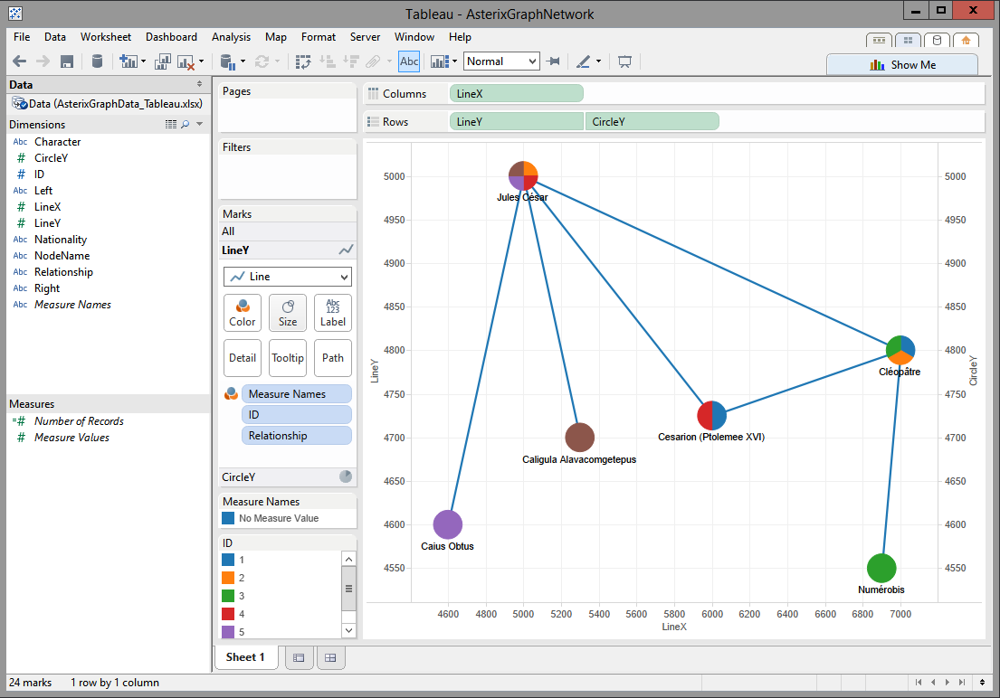 Tableau - AsterixGraphNetwork
File Data Worksheet Dashboard Analysis Map Format Server Window Help
Abc Normal Show Me
Data
Data (AsterixGraphData_Tableau.xlsx)
Dimensions
Abc Character
# CircleY
# ID
Abc Left
# LineX
# LineY
Abc Nationality
Abc NodeName
Abc Relationship
Abc Right
Abc Measure Names
Measures
=# Number of Records
# Measure Values
Pages
Filters
Marks
All
LineY
Line
Color Size Abc 123 Label
Detail Tooltip Path
Measure Names
ID
Relationship
CircleY
Measure Names
No Measure Value
ID
1
2
3
4
5
Columns LineX
Rows LineY CircleY
5000 5000
Jules César
4950 4950
4900 4900
4850 4850
4800 4800
LineY Cléopâtre CircleY
4750 4750
Cesarion (Ptolemee XVI)
4700 4700
Caligula Alavacomgetepus
4650 4650
4600 4600
Caius Obtus
4550 4550
Numérobis
4600 4800 5000 5200 5400 5600 5800 6000 6200 6400 6600 6800 7000
LineX
Sheet 1
24 marks 1 row by 1 column